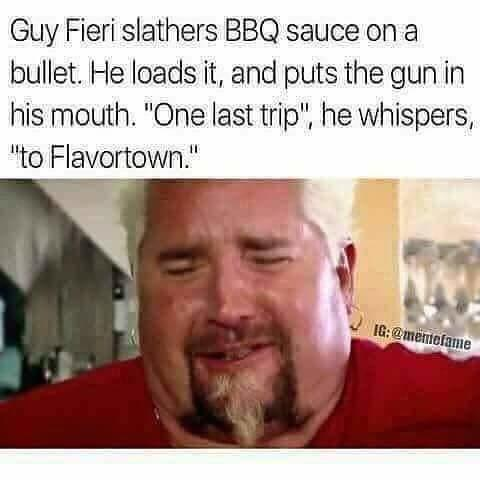 Guy Fieri slathers BBQ sauce on a
bullet. He loads it, and puts the gun in
his mouth. "One last trip", he whispers,
"to Flavortown."
IG:@memefame